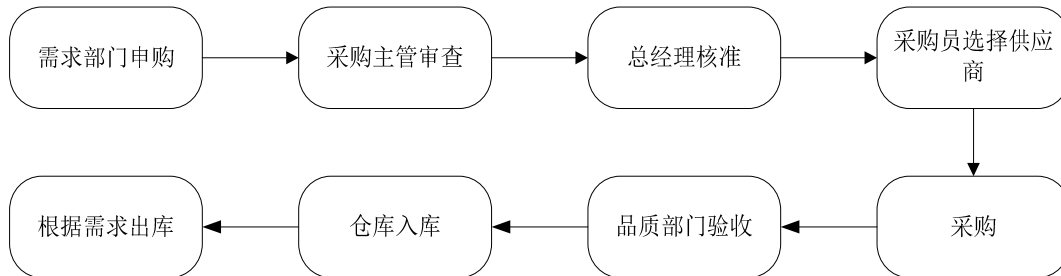 需求部门申购
采购主管审查
总经理核准
采购员选择供应
商
采购
品质部门验收
仓库入库
根据需求出库